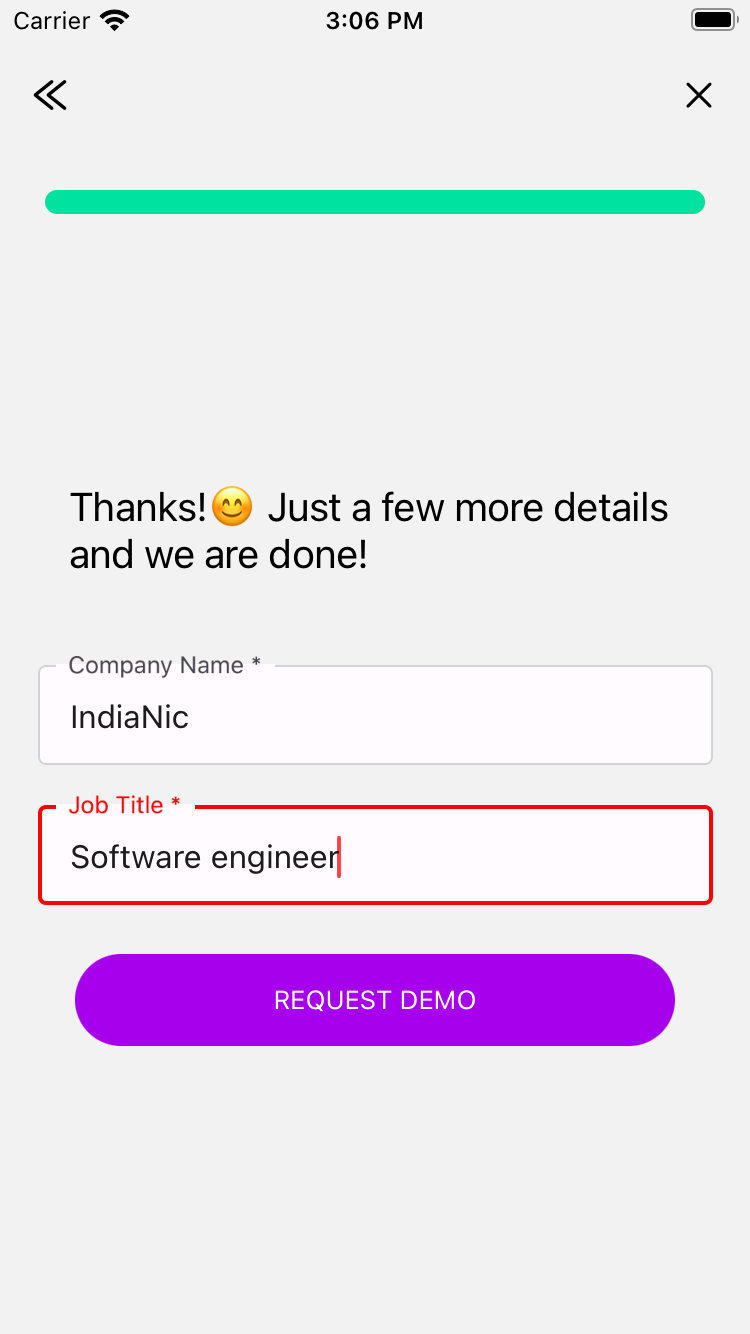 Carrier 3:06 PM
Thanks!😊 Just a few more details
and we are done!
Company Name *
IndiaNic
Job Title *
Software engineer
REQUEST DEMO